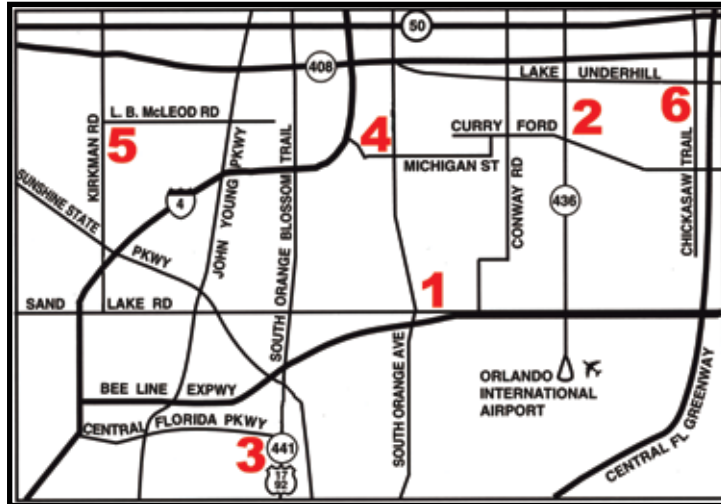 50
408
LAKE UNDERHILL
6
L. B. McLEOD RD
5
KIRKMAN RD
4
CURRY FORD
2
MICHIGAN ST
CHICKASAW TRAIL
SUNSHINE STATE
PKWY
4
JOHN YOUNG PKWY
SOUTH ORANGE BLOSSOM TRAIL
CONWAY RD
436
1
SAND LAKE RD
BEE LINE EXPWY
SOUTH ORANGE AVE
ORLANDO
INTERNATIONAL
AIRPORT
CENTRAL FLORIDA PKWY
3
441
17
92
CENTRAL FL GREENWAY